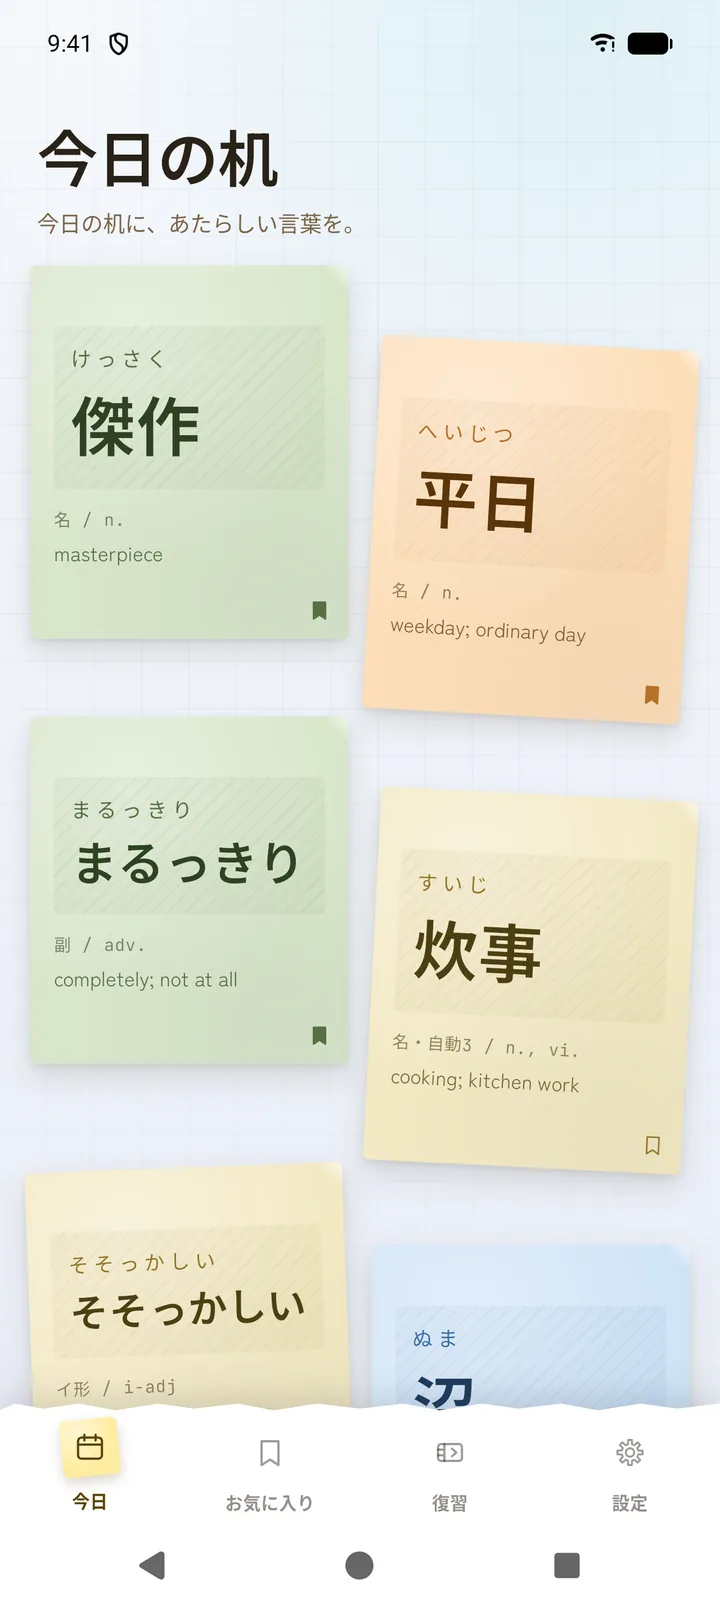 9:41
今日の机
今日の机に、あたらしい言葉を。
けっさく
傑作
名 / n.
masterpiece
へいじつ
平日
名 / n.
weekday; ordinary day
まるっきり
まるっきり
副 / adv.
completely; not at all
すいじ
炊事
名・自動3 / n., vi.
cooking; kitchen work
そそっかしい
そそっかしい
イ形 / i-adj
ぬま
沼
今日
お気に入り
復習
設定